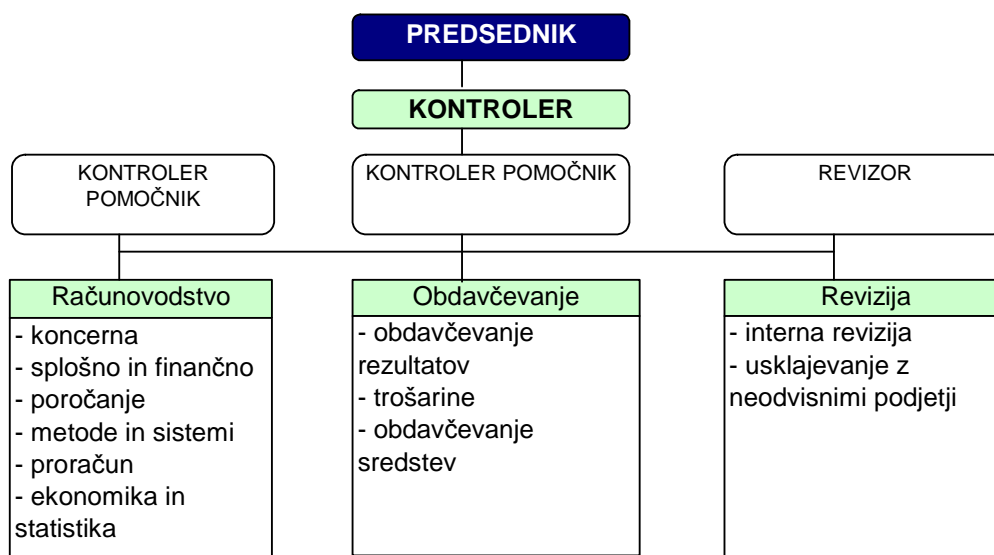 PREDSEDNIK
KONTROLER
KONTROLER
POMOČNIK
KONTROLER POMOČNIK
REVIZOR
Računovodstvo
- koncerna
- splošno in finančno
- poročanje
- metode in sistemi
- proračun
- ekonomika in
statistika
Obdavčevanje
- obdavčevanje
rezultatov
- trošarine
- obdavčevanje
sredstev
Revizija
- interna revizija
- usklajevanje z
neodvisnimi podjetji